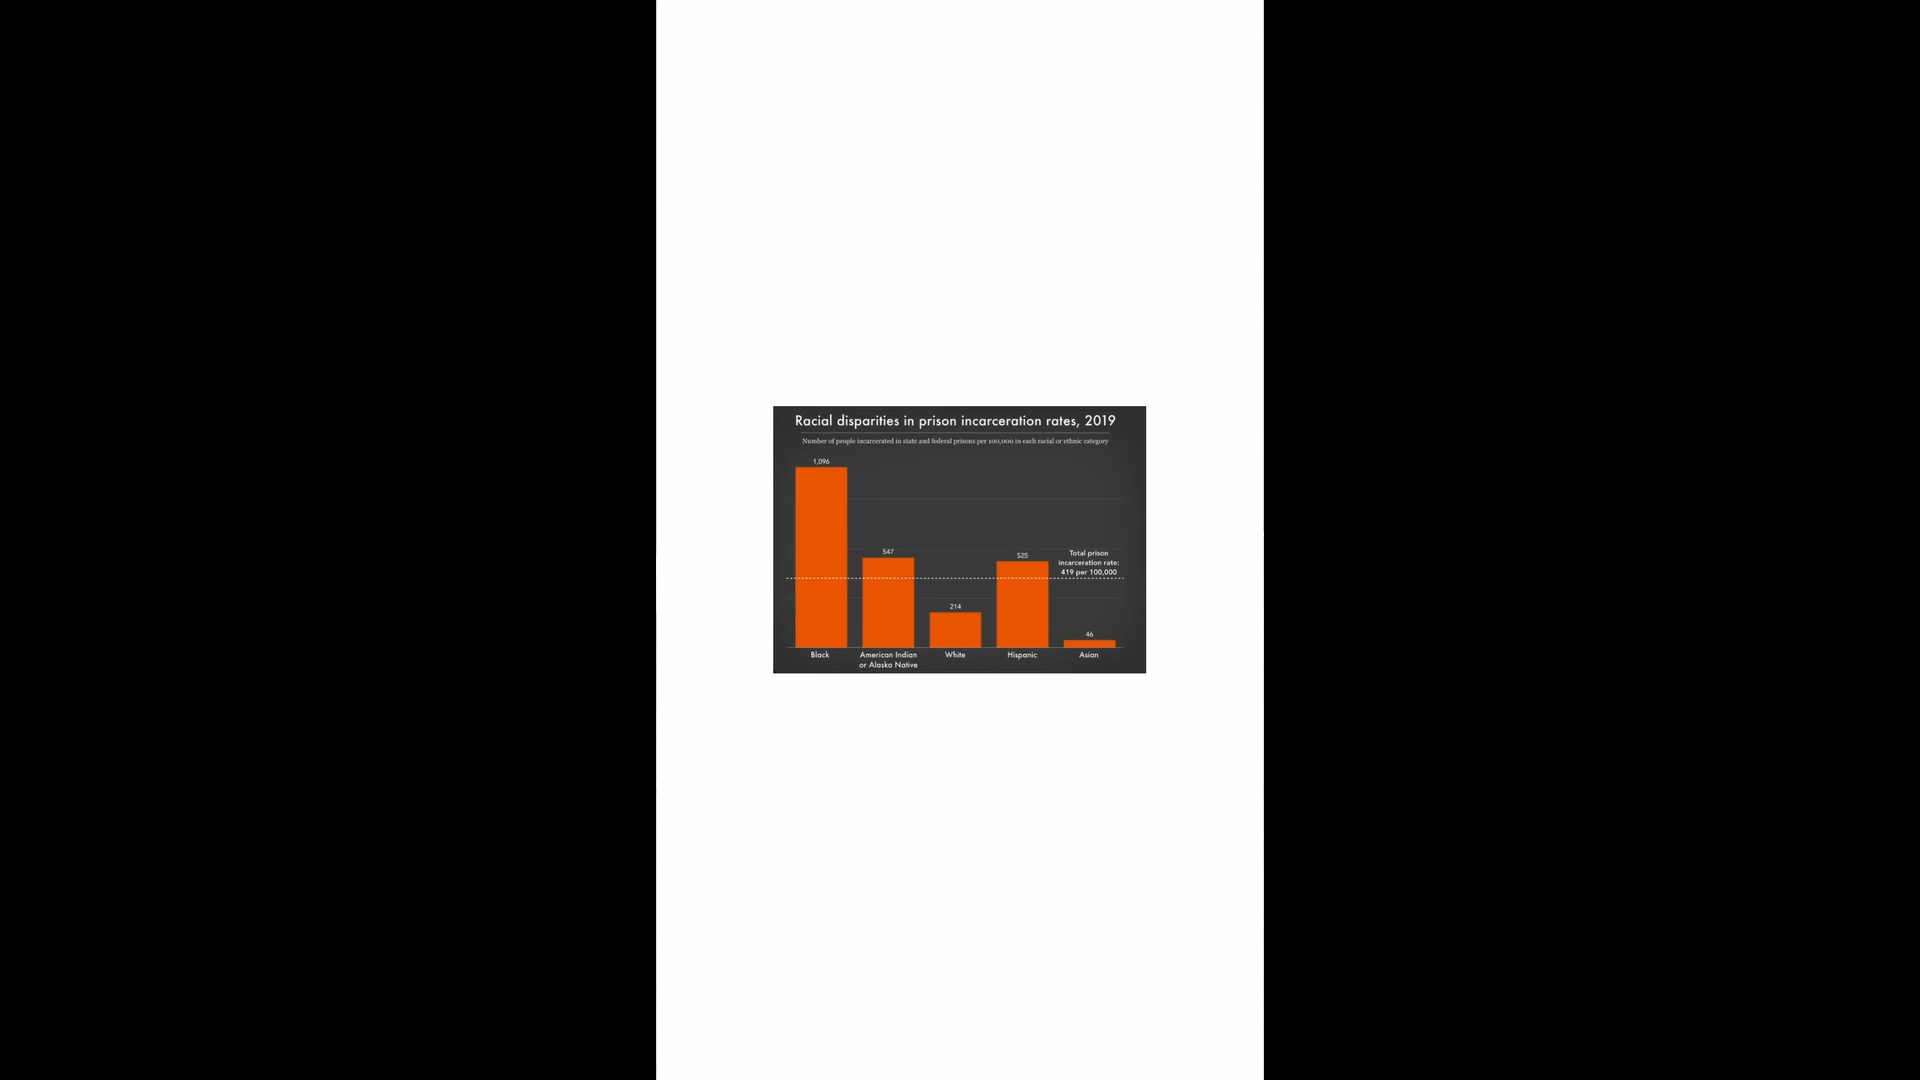 Racial disparities in prison incarceration rates, 2019
Number of people incarcerated in state and federal prisons per 100,000 in each racial or ethnic category
1,096
547
525
Total prison
incarceration rate:
419 per 100,000
214
46
Black
American Indian
or Alaska Native
White
Hispanic
Asian